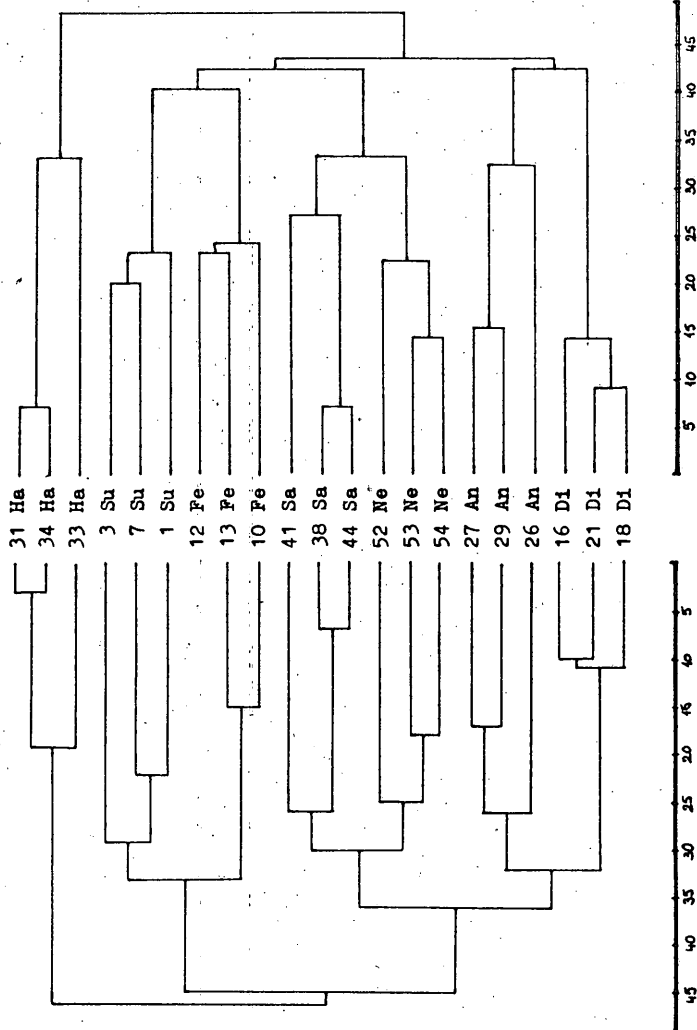 45
40
35
30
25
20
15
10
5
31 Ha
34 Ha
33 Ha
3 Su
7 Su
1 Su
12 Fe
13 Fe
10 Fe
41 Sa
38 Sa
44 Sa
52 Ne
53 Ne
54 Ne
27 An
29 An
26 An
16 Di
21 Di
18 Di
5
10
15
20
25
30
35
40
45